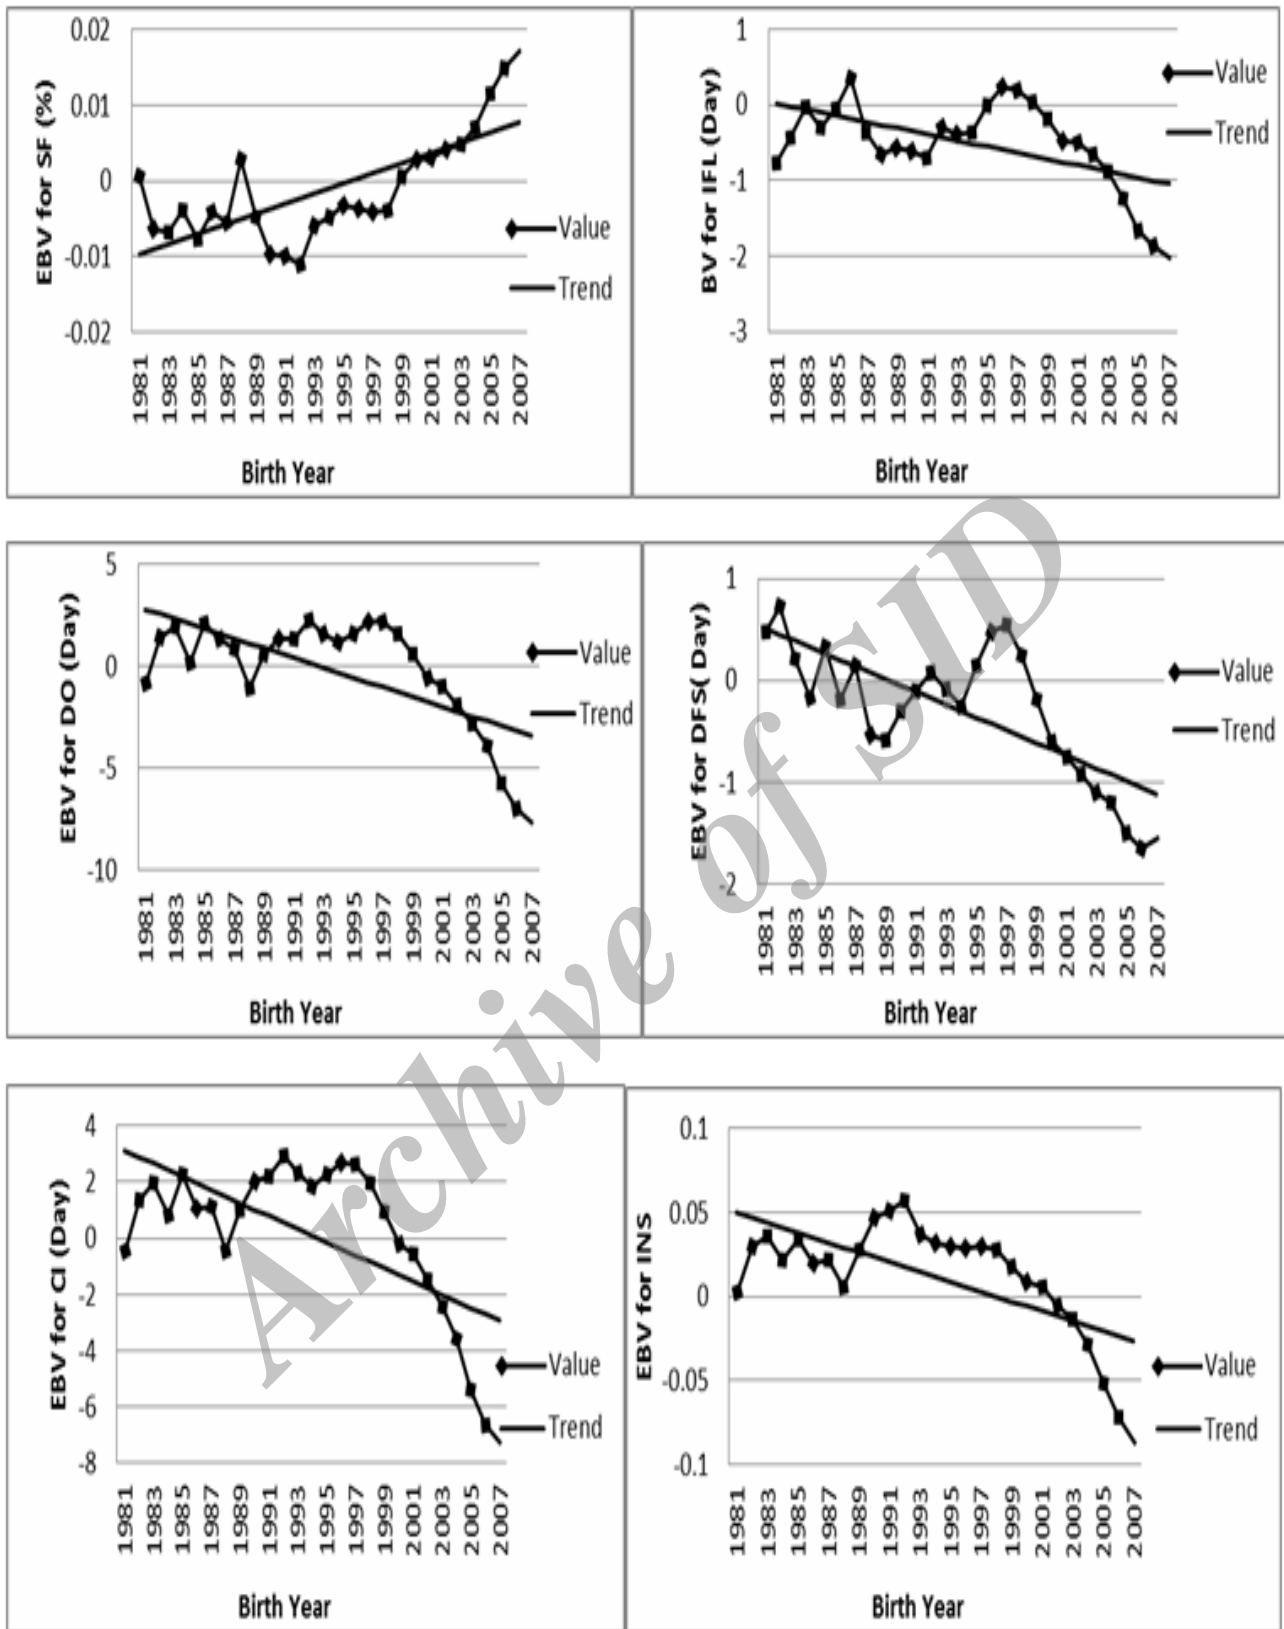 0.02
0.01
0
-0.01
-0.02
EBV for SF (%)
Value
Trend
1981 1983 1985 1987 1989 1991 1993 1995 1997 1999 2001 2003 2005 2007
Birth Year
1
0
-1
-2
-3
BV for IFL (Day)
Value
Trend
1981 1983 1985 1987 1989 1991 1993 1995 1997 1999 2001 2003 2005 2007
Birth Year
5
0
-5
-10
EBV for DO (Day)
Value
Trend
1981 1983 1985 1987 1989 1991 1993 1995 1997 1999 2001 2003 2005 2007
Birth Year
1
0
-1
-2
EBV for DFS( Day)
Value
Trend
1981 1983 1985 1987 1989 1991 1993 1995 1997 1999 2001 2003 2005 2007
Birth Year
4
2
0
-2
-4
-6
-8
EBV for CI (Day)
Value
Trend
1981 1983 1985 1987 1989 1991 1993 1995 1997 1999 2001 2003 2005 2007
Birth Year
0.1
0.05
0
-0.05
-0.1
EBV for INS
Value
Trend
1981 1983 1985 1987 1989 1991 1993 1995 1997 1999 2001 2003 2005 2007
Birth Year
Archive of SID